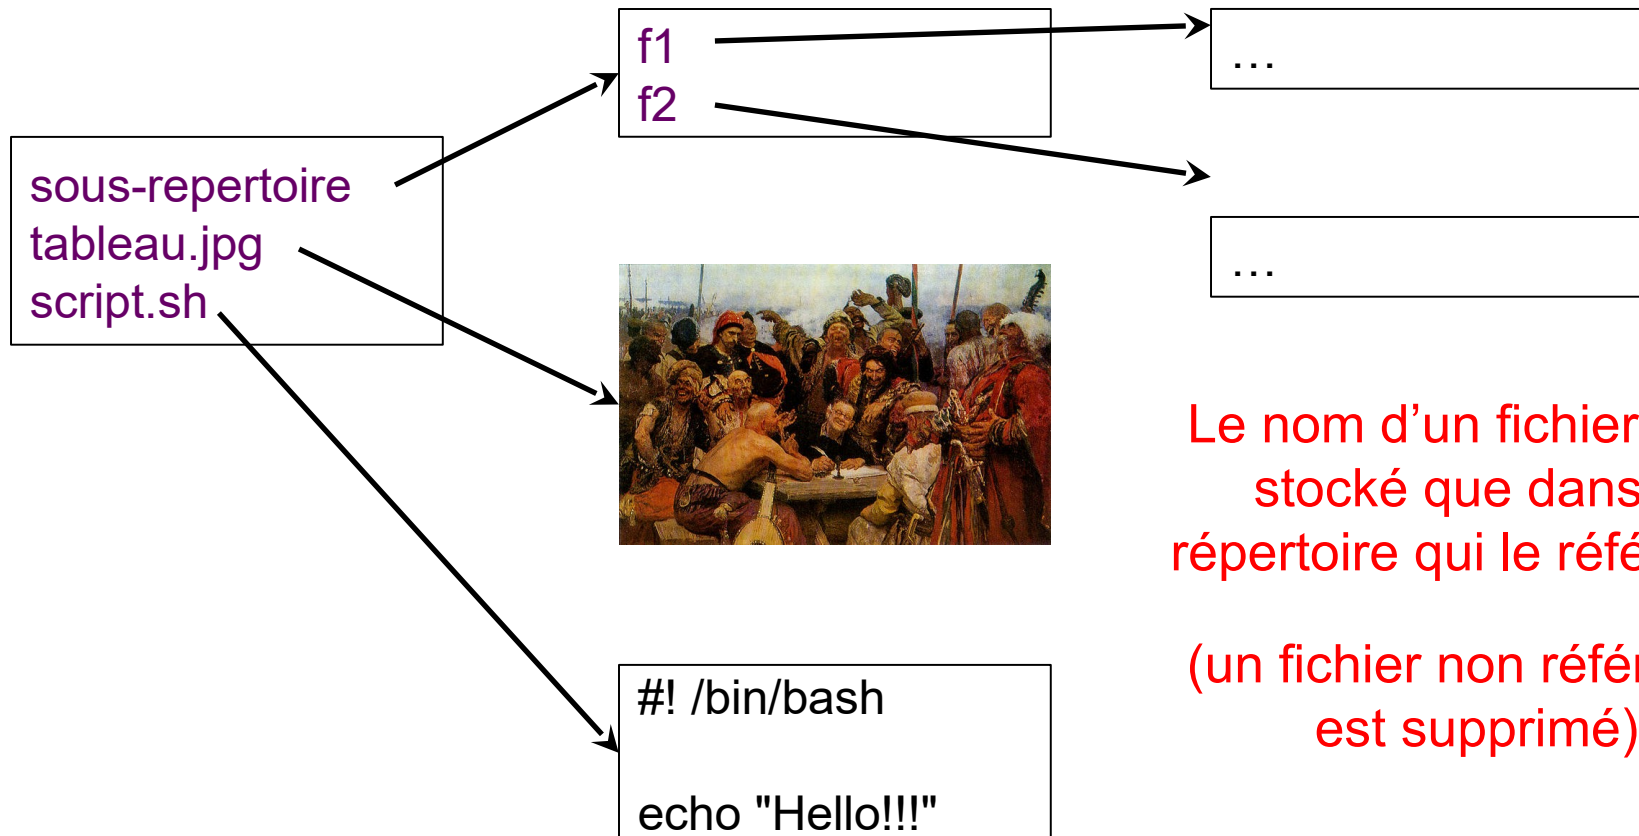 f1
f2
…
sous-repertoire
tableau.jpg
script.sh
…
Le nom d’un fichier
stocké que dans
répertoire qui le réfé
(un fichier non référ
est supprimé)
#! /bin/bash
echo "Hello!!!"